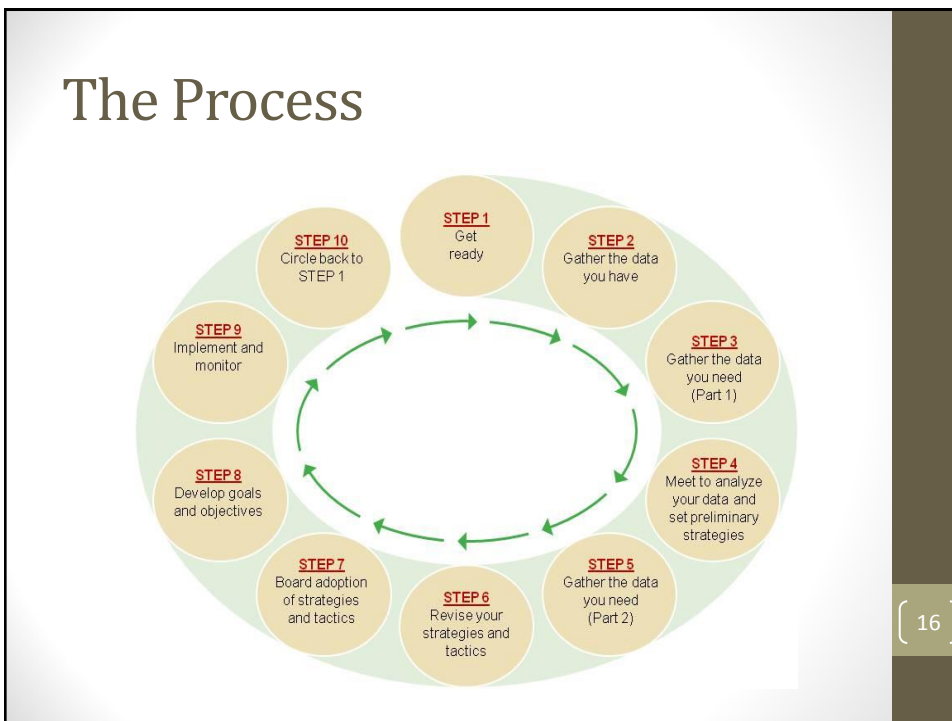 The Process
STEP 1
Get
ready
STEP 2
Gather the data
you have
STEP 3
Gather the data
you need
(Part 1)
STEP 4
Meet to analyze
your data and
set preliminary
strategies
STEP 5
Gather the data
you need
(Part 2)
STEP 6
Revise your
strategies and
tactics
STEP 7
Board adoption
of strategies
and tactics
STEP 8
Develop goals
and objectives
STEP 9
Implement and
monitor
STEP 10
Circle back to
STEP 1
16